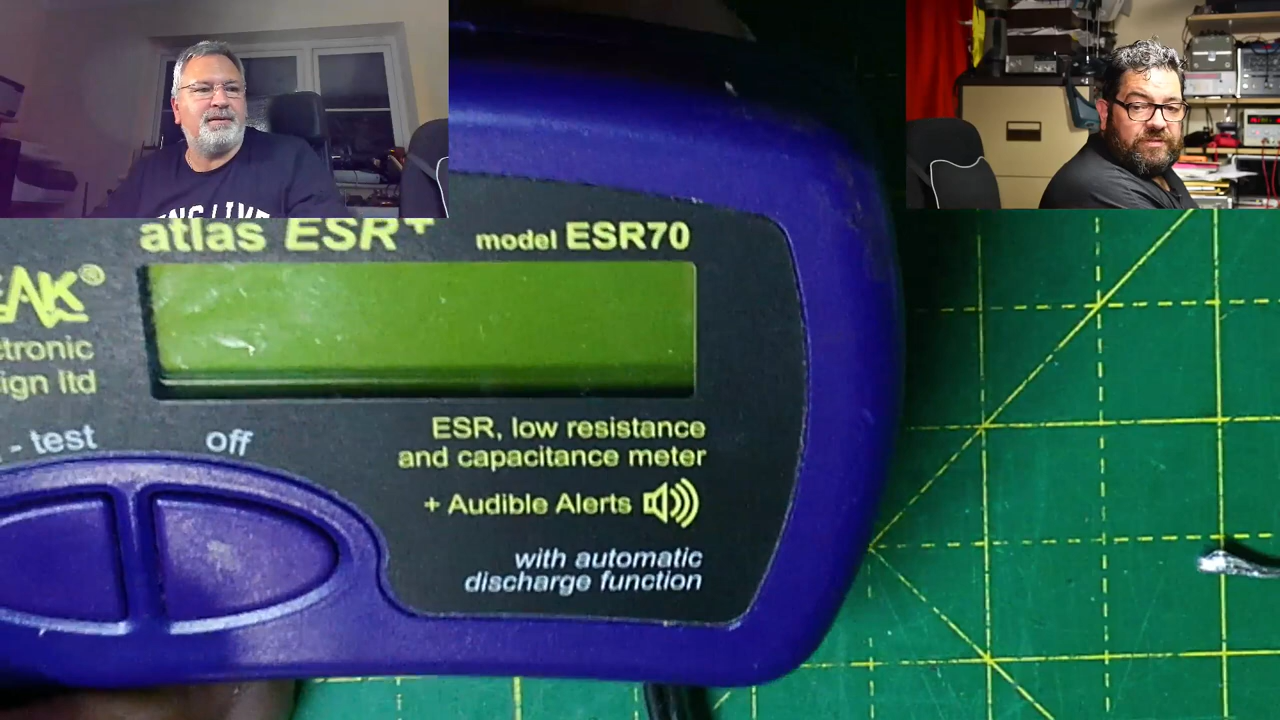 atlas ESR+ model ESR70
EAK®
ctronic
ign ltd
- test off
ESR, low resistance
and capacitance meter
+ Audible Alerts
with automatic
discharge function